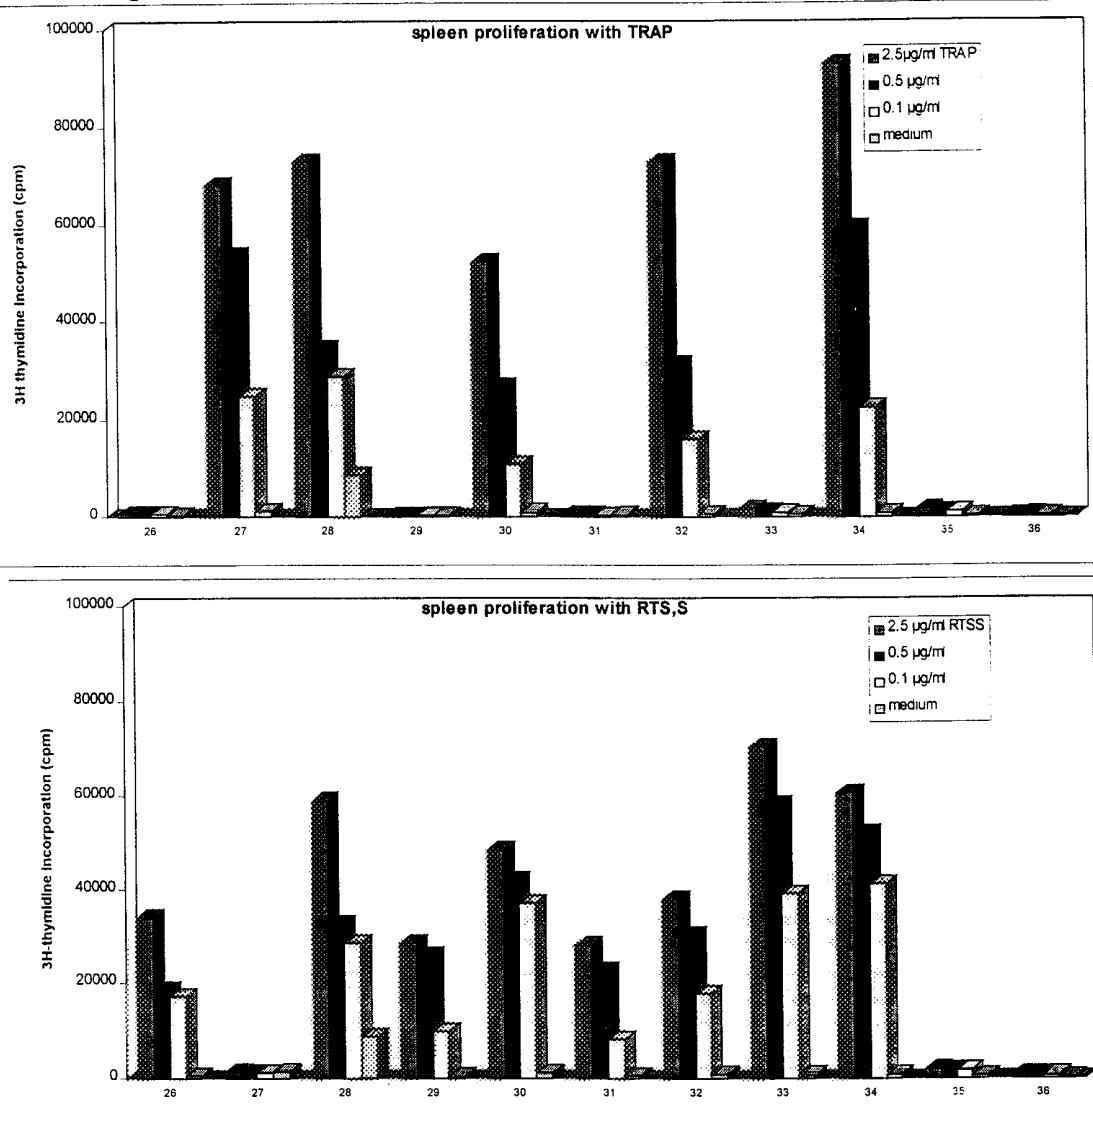 spleen proliferation with TRAP
100000
80000
60000
40000
20000
0
3H thymidine incorporation (cpm)
2.5µg/ml TRAP
0.5 µg/ml
0.1 µg/ml
medium
26 27 28 29 30 31 32 33 34 35 36
spleen proliferation with RTS,S
100000
80000
60000
40000
20000
0
3H-thymidine incorporation (cpm)
2.5 µg/ml RTSS
0.5 µg/ml
0.1 µg/ml
medium
26 27 28 29 30 31 32 33 34 35 36